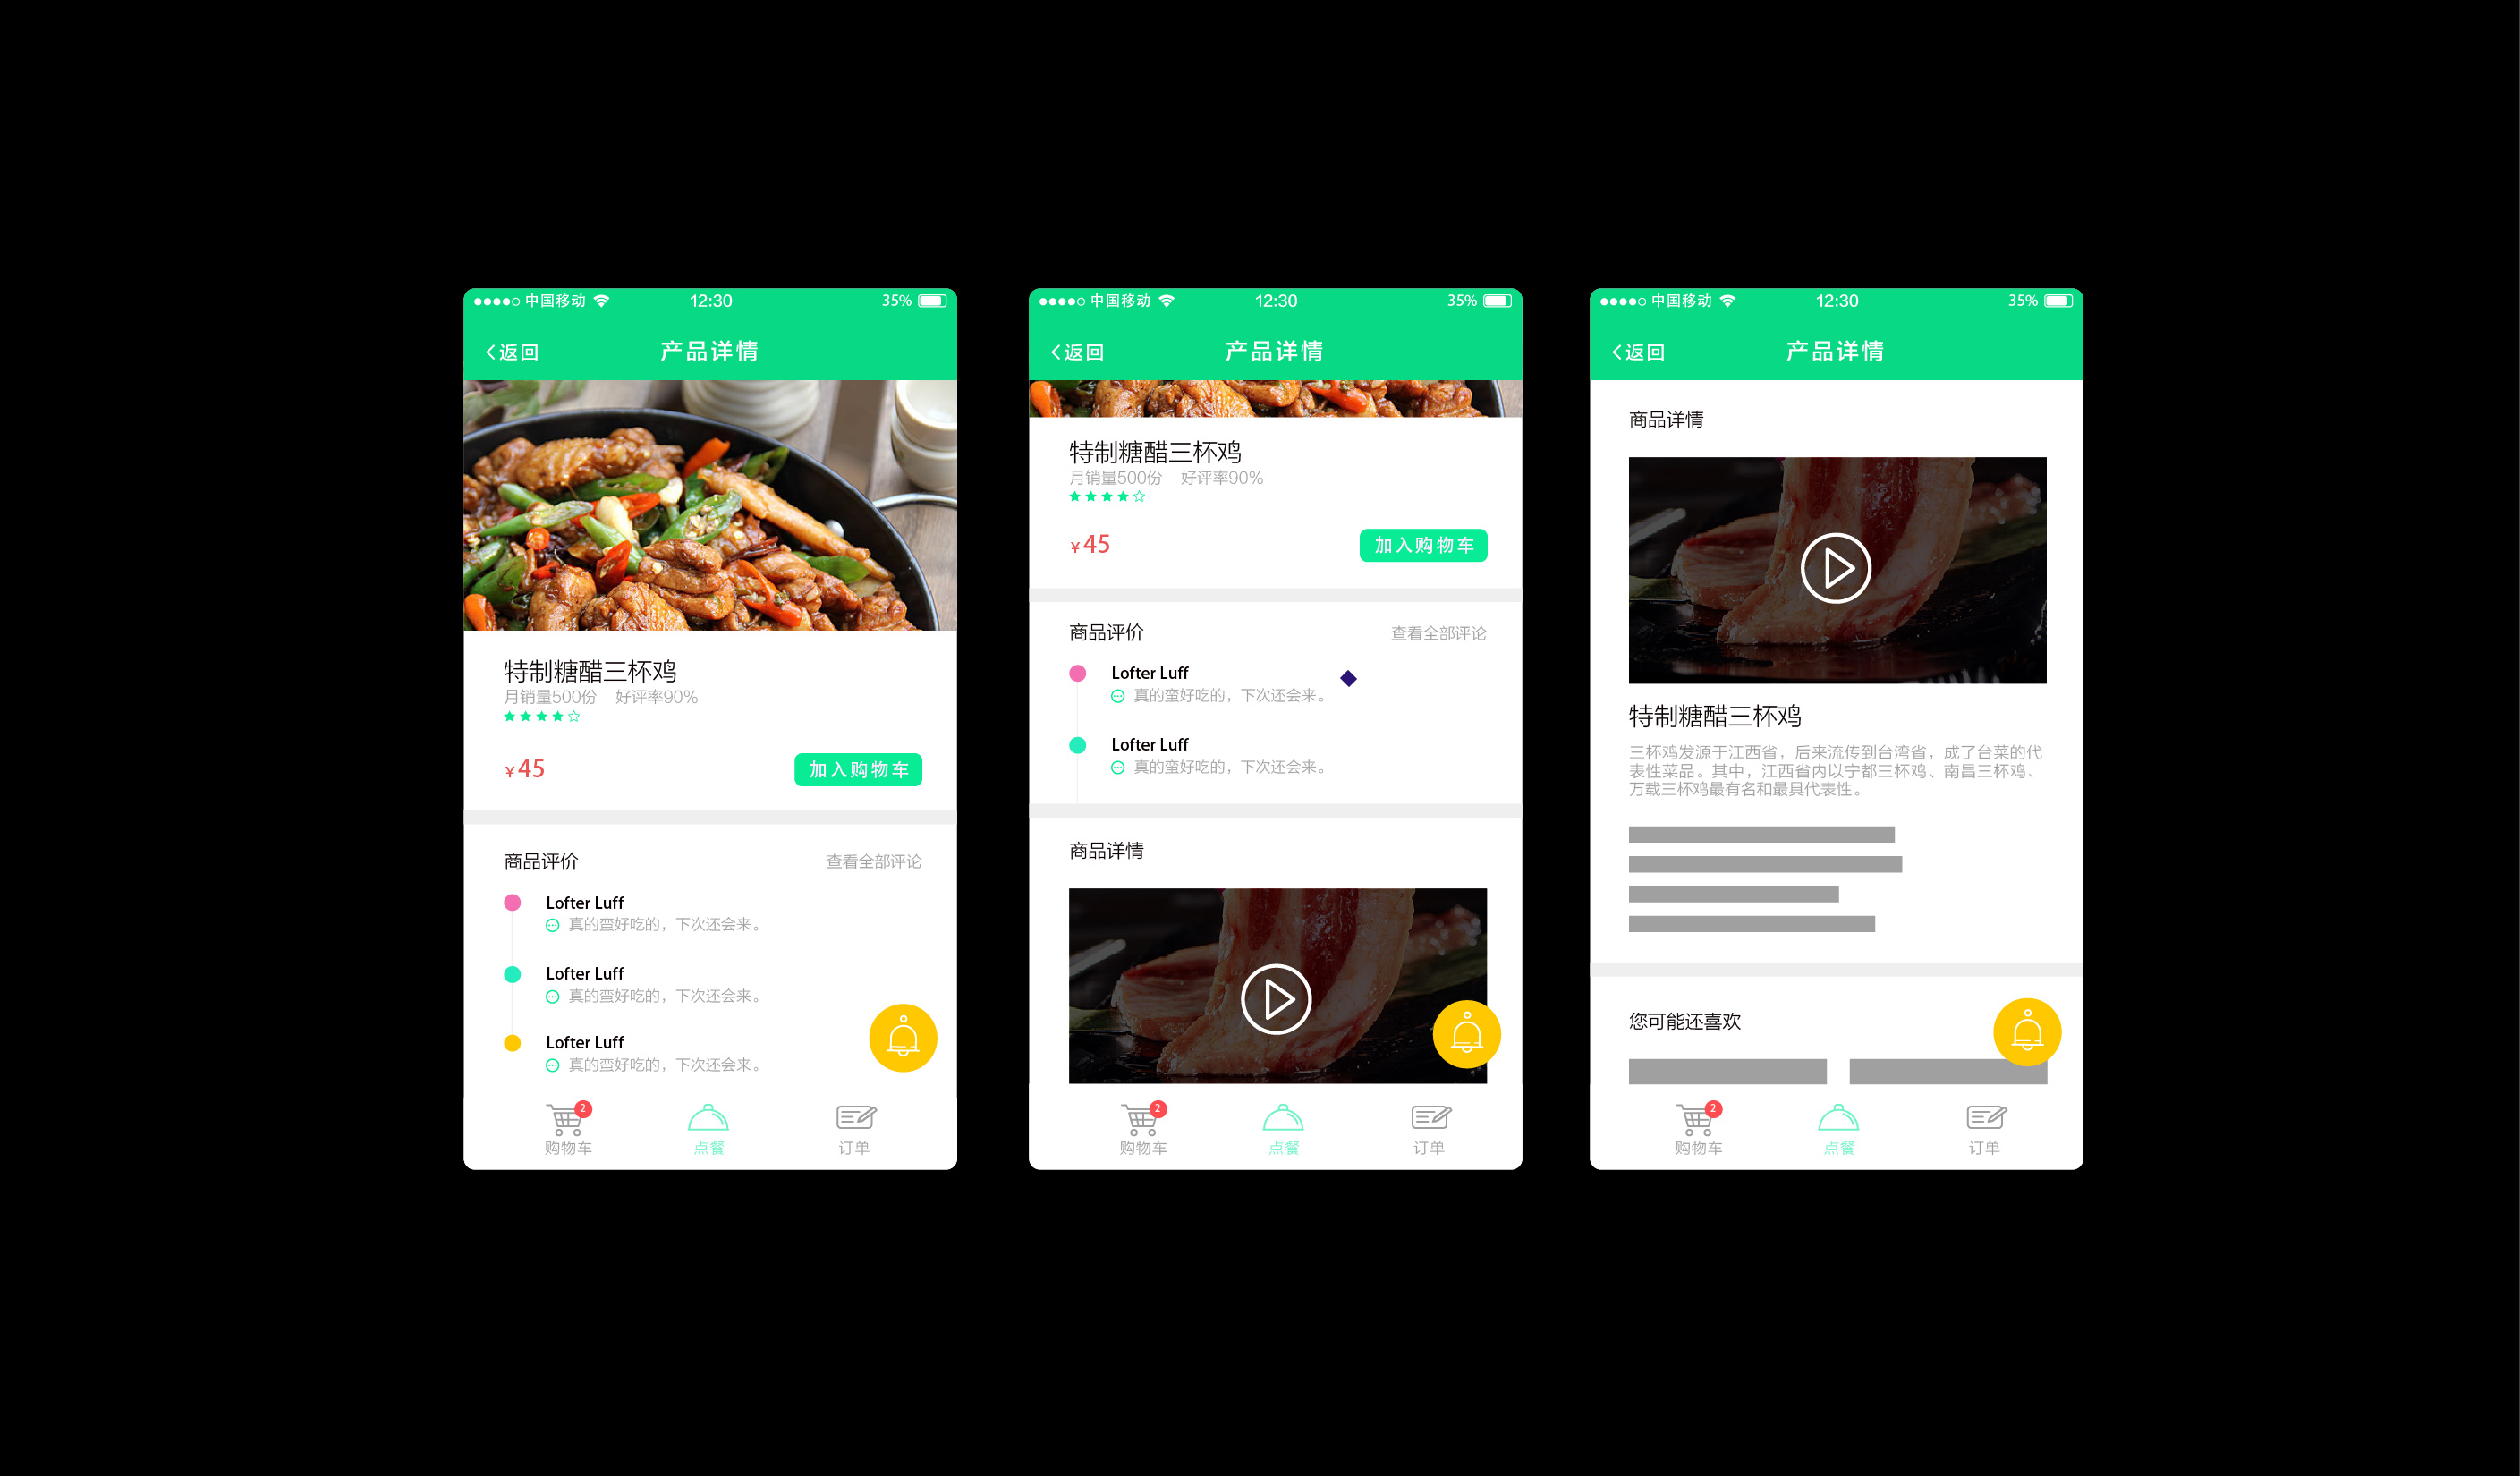 中国移动 12:30 35%
返回 产品详情
特制糖醋三杯鸡
月销量500份 好评率90%
¥45 加入购物车
商品评价 查看全部评论
Lofter Luff
真的蛮好吃的，下次还会来。
Lofter Luff
真的蛮好吃的，下次还会来。
Lofter Luff
真的蛮好吃的，下次还会来。
2
购物车 点餐 订单
中国移动 12:30 35%
返回 产品详情
特制糖醋三杯鸡
月销量500份 好评率90%
¥45 加入购物车
商品评价 查看全部评论
Lofter Luff
真的蛮好吃的，下次还会来。
Lofter Luff
真的蛮好吃的，下次还会来。
商品详情
2
购物车 点餐 订单
中国移动 12:30 35%
返回 产品详情
商品详情
特制糖醋三杯鸡
三杯鸡发源于江西省，后来流传到台湾省，成了台菜的代
表性菜品。其中，江西省内以宁都三杯鸡、南昌三杯鸡、
万载三杯鸡最有名和最具代表性。
您可能还喜欢
2
购物车 点餐 订单